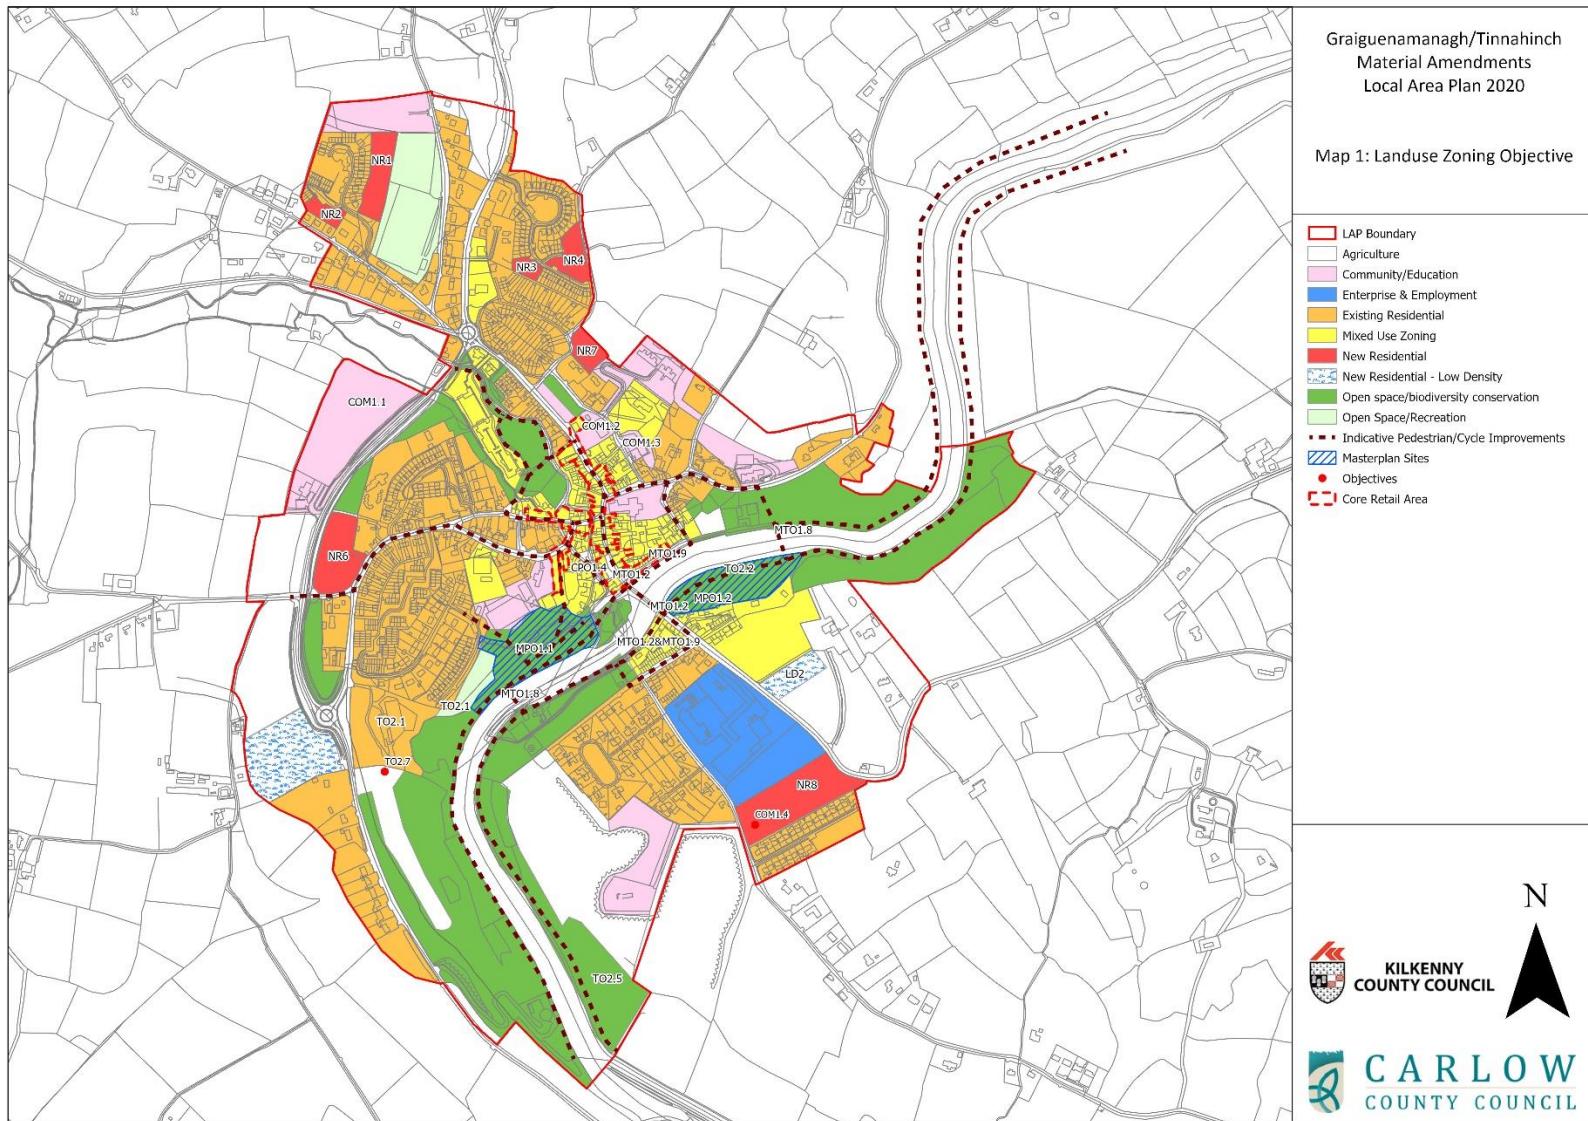 Graiguenamanagh/Tinnahinch
Material Amendments
Local Area Plan 2020
Map 1: Landuse Zoning Objective
LAP Boundary
Agriculture
Community/Education
Enterprise & Employment
Existing Residential
Mixed Use Zoning
New Residential
New Residential - Low Density
Open space/biodiversity conservation
Open Space/Recreation
Indicative Pedestrian/Cycle Improvements
Masterplan Sites
Objectives
Core Retail Area
N
KILKENNY
COUNTY COUNCIL
CARLOW
COUNTY COUNCIL
NR1
NR2
NR3
NR4
NR7
COM1.1
COM1.2
COM1.3
NR6
MTO1.8
MTO1.9
CPO1.4
MTO1.2
TO2.2
MPO1.2
MTO1.2
MTO1.2&MTO1.9
MPO1.1
LD2
MTO1.8
TO2.1
TO2.1
TO2.7
NR8
COM1.4
TO2.5